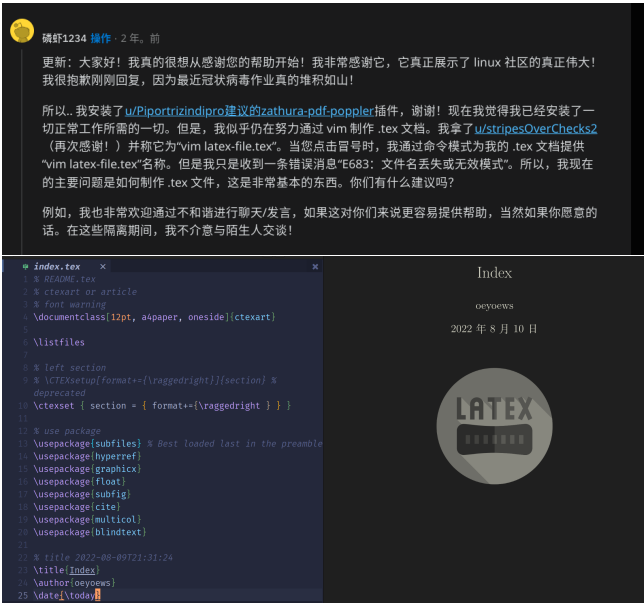 磷虾1234 操作 · 2 年。前
更新：大家好！我真的很想从感谢您的帮助开始！我非常感谢它，它真正展示了 linux 社区的真正伟大！
我很抱歉刚刚回复，因为最近冠状病毒作业真的堆积如山！
所以.. 我安装了u/Piportrizindipro建议的zathura-pdf-poppler插件，谢谢！现在我觉得我已经安装了一
切正常工作所需的一切。但是，我似乎仍在努力通过 vim 制作 .tex 文档。我拿了u/stripesOverChecks2
（再次感谢！）并称它为“vim latex-file.tex”。当您点击冒号时，我通过命令模式为我的 .tex 文档提供
“vim latex-file.tex”名称。但是我只是收到一条错误消息“E683：文件名丢失或无效模式”。所以，我现在
的主要问题是如何制作 .tex 文件，这是非常基本的东西。你们有什么建议吗？
例如，我也非常欢迎通过不和谐进行聊天/发言，如果这对你们来说更容易提供帮助，当然如果你愿意的
话。在这些隔离期间，我不介意与陌生人交谈！
index.tex
1 % README.tex
2 % ctexart or article
3 % font warning
4 \documentclass[12pt, a4paper, oneside]{ctexart}
5
6 \listfiles
7
8 % left section
9 % \CTEXsetup[format+={\raggedright}]{section} %
deprecated
10 \ctexset { section = { format+={\raggedright } } }
11
12 % use package
13 \usepackage{subfiles} % Best loaded last in the preamble
14 \usepackage{hyperref}
15 \usepackage{graphicx}
16 \usepackage{float}
17 \usepackage{subfig}
18 \usepackage{cite}
19 \usepackage{multicol}
20 \usepackage{blindtext}
21
22 % title 2022-08-09T21:31:24
23 \title{Index}
24 \author{oeyoews}
25 \date{\today}
Index
oeyoews
2022 年 8 月 10 日
LATEX